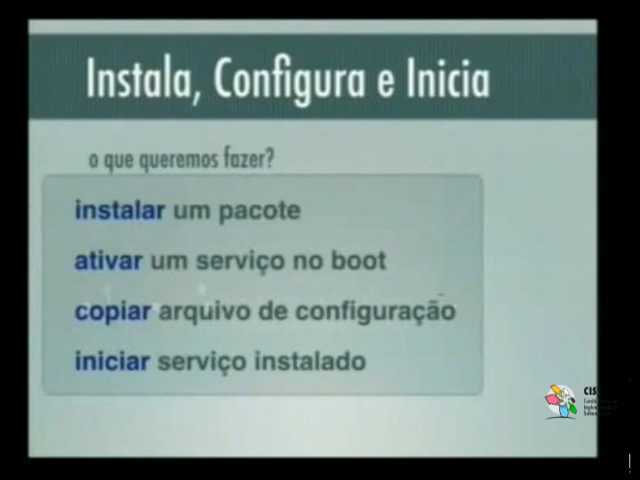 Instala, Configura e Inicia
o que queremos fazer?
instalar um pacote
ativar um serviço no boot
copiar arquivo de configuração
iniciar serviço instalado
CIS